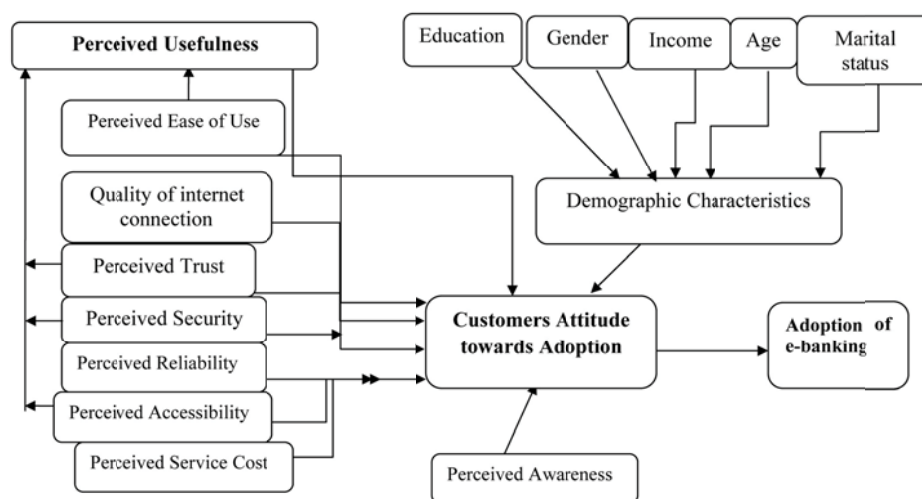 Perceived Usefulness
Education
Gender
Income
Age
Marital
status
Perceived Ease of Use
Quality of internet
connection
Demographic Characteristics
Perceived Trust
Perceived Security
Perceived Reliability
Perceived Accessibility
Perceived Service Cost
Customers Attitude
towards Adoption
Adoption of
e-banking
Perceived Awareness